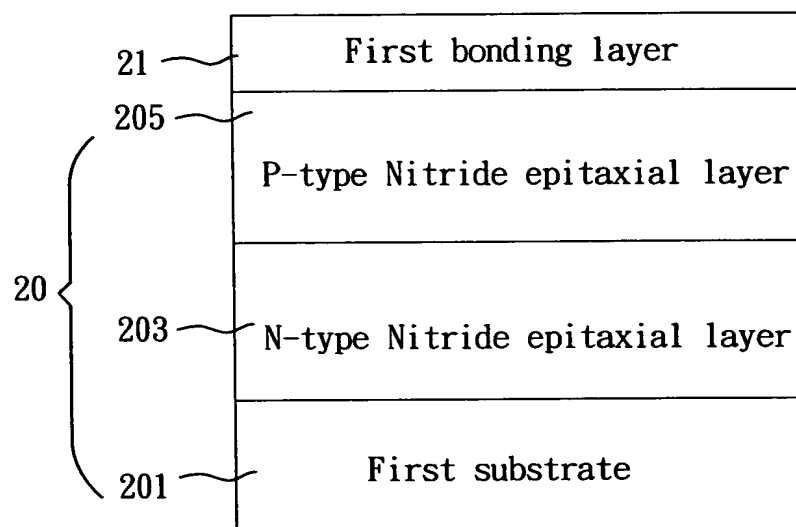 21 First bonding layer
205
P-type Nitride epitaxial layer
20
203 N-type Nitride epitaxial layer
201 First substrate